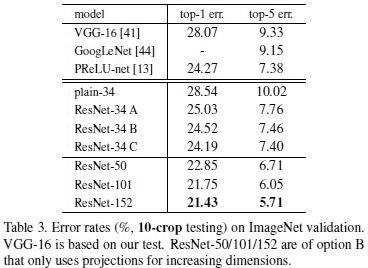 model top-1 err. top-5 err.
VGG-16 [41] 28.07 9.33
GoogLeNet [44] - 9.15
PReLU-net [13] 24.27 7.38
plain-34 28.54 10.02
ResNet-34 A 25.03 7.76
ResNet-34 B 24.52 7.46
ResNet-34 C 24.19 7.40
ResNet-50 22.85 6.71
ResNet-101 21.75 6.05
ResNet-152 21.43 5.71
Table 3. Error rates (%, 10-crop testing) on ImageNet validation.
VGG-16 is based on our test. ResNet-50/101/152 are of option B
that only uses projections for increasing dimensions.